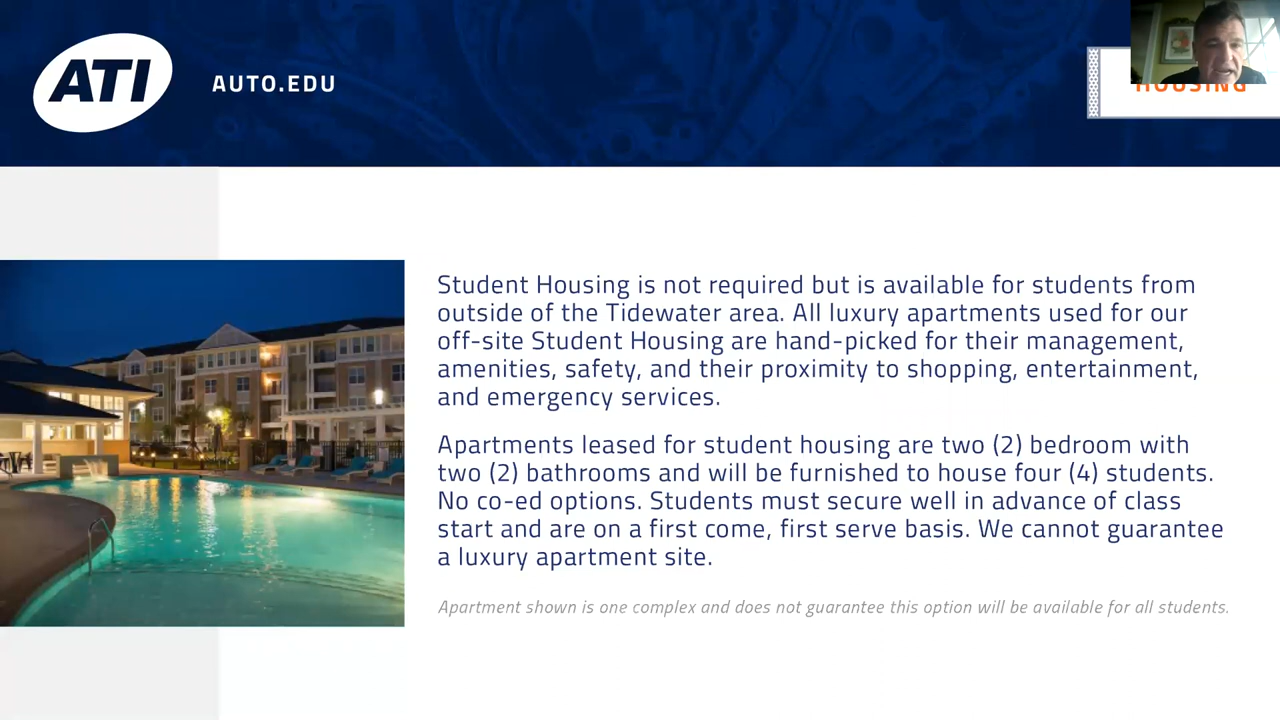 ATI
AUTO.EDU
HOUSING
Student Housing is not required but is available for students from
outside of the Tidewater area. All luxury apartments used for our
off-site Student Housing are hand-picked for their management,
amenities, safety, and their proximity to shopping, entertainment,
and emergency services.
Apartments leased for student housing are two (2) bedroom with
two (2) bathrooms and will be furnished to house four (4) students.
No co-ed options. Students must secure well in advance of class
start and are on a first come, first serve basis. We cannot guarantee
a luxury apartment site.
Apartment shown is one complex and does not guarantee this option will be available for all students.